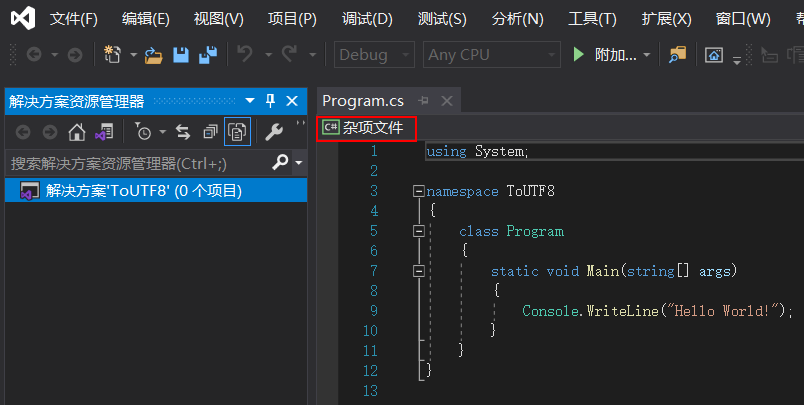 文件(F) 编辑(E) 视图(V) 项目(P) 调试(D) 测试(S) 分析(N) 工具(T) 扩展(X) 窗口(W)
Debug Any CPU 附加...
解决方案资源管理器
搜索解决方案资源管理器(Ctrl+;)
解决方案'ToUTF8' (0 个项目)
Program.cs
C# 杂项文件
1 using System;
2
3 namespace ToUTF8
4 {
5 class Program
6 {
7 static void Main(string[] args)
8 {
9 Console.WriteLine("Hello World!");
10 }
11 }
12 }
13